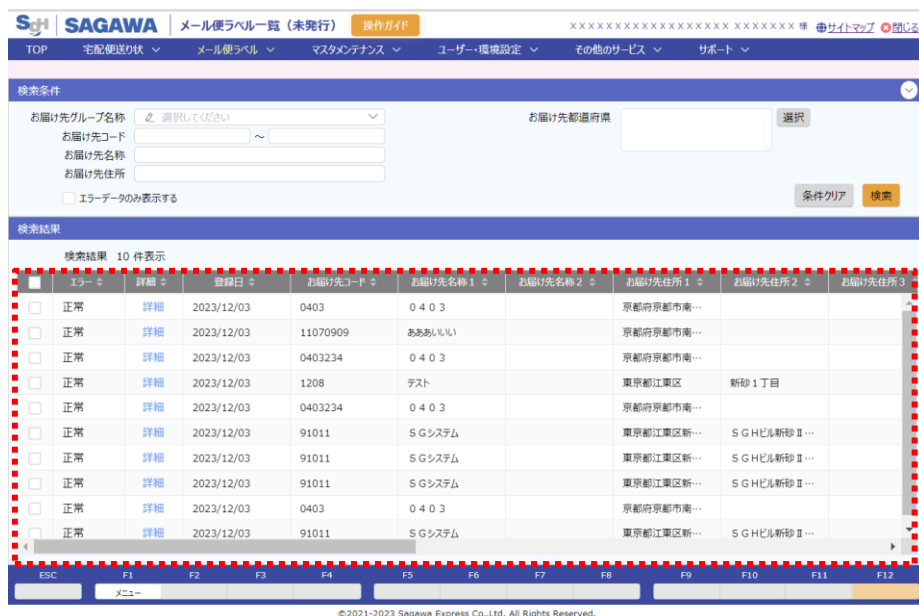 SGH SAGAWA メール便ラベル一覧（未発行） 操作ガイド ×××××××××××××××××× ××××××× 様 サイトマップ 閉じる
TOP 宅配便送り状 メール便ラベル マスタメンテナンス ユーザー・環境設定 その他のサービス サポート
検索条件
お届け先グループ名称 選択してください お届け先都道府県 選択
お届け先コード ～
お届け先名称
お届け先住所
エラーデータのみ表示する 条件クリア 検索
検索結果
検索結果 10 件表示
エラー 詳細 登録日 お届け先コード お届け先名称１ お届け先名称２ お届け先住所１ お届け先住所２ お届け先住所３
正常 詳細 2023/12/03 0403 ０４０３ 京都府京都市南…
正常 詳細 2023/12/03 11070909 あああいいい 京都府京都市南…
正常 詳細 2023/12/03 0403234 ０４０３ 京都府京都市南…
正常 詳細 2023/12/03 1208 テスト 東京都江東区 新砂１丁目
正常 詳細 2023/12/03 0403234 ０４０３ 京都府京都市南…
正常 詳細 2023/12/03 91011 ＳＧシステム 東京都江東区新… ＳＧＨビル新砂Ⅱ…
正常 詳細 2023/12/03 91011 ＳＧシステム 東京都江東区新… ＳＧＨビル新砂Ⅱ…
正常 詳細 2023/12/03 91011 ＳＧシステム 東京都江東区新… ＳＧＨビル新砂Ⅱ…
正常 詳細 2023/12/03 0403 ０４０３ 京都府京都市南…
正常 詳細 2023/12/03 91011 ＳＧシステム 東京都江東区新… ＳＧＨビル新砂Ⅱ…
ESC F1 F2 F3 F4 F5 F6 F7 F8 F9 F10 F11 F12
メニュー
©2021-2023 Sagawa Express Co.,Ltd. All Rights Reserved.